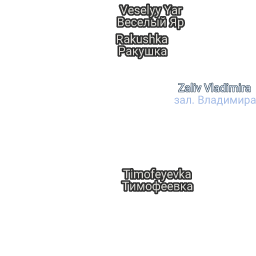 Veselyy Yar
Веселый Яр
Rakushka
Ракушка
Zaliv Vladimira
зал. Владимира
Timofeyevka
Тимофеевка